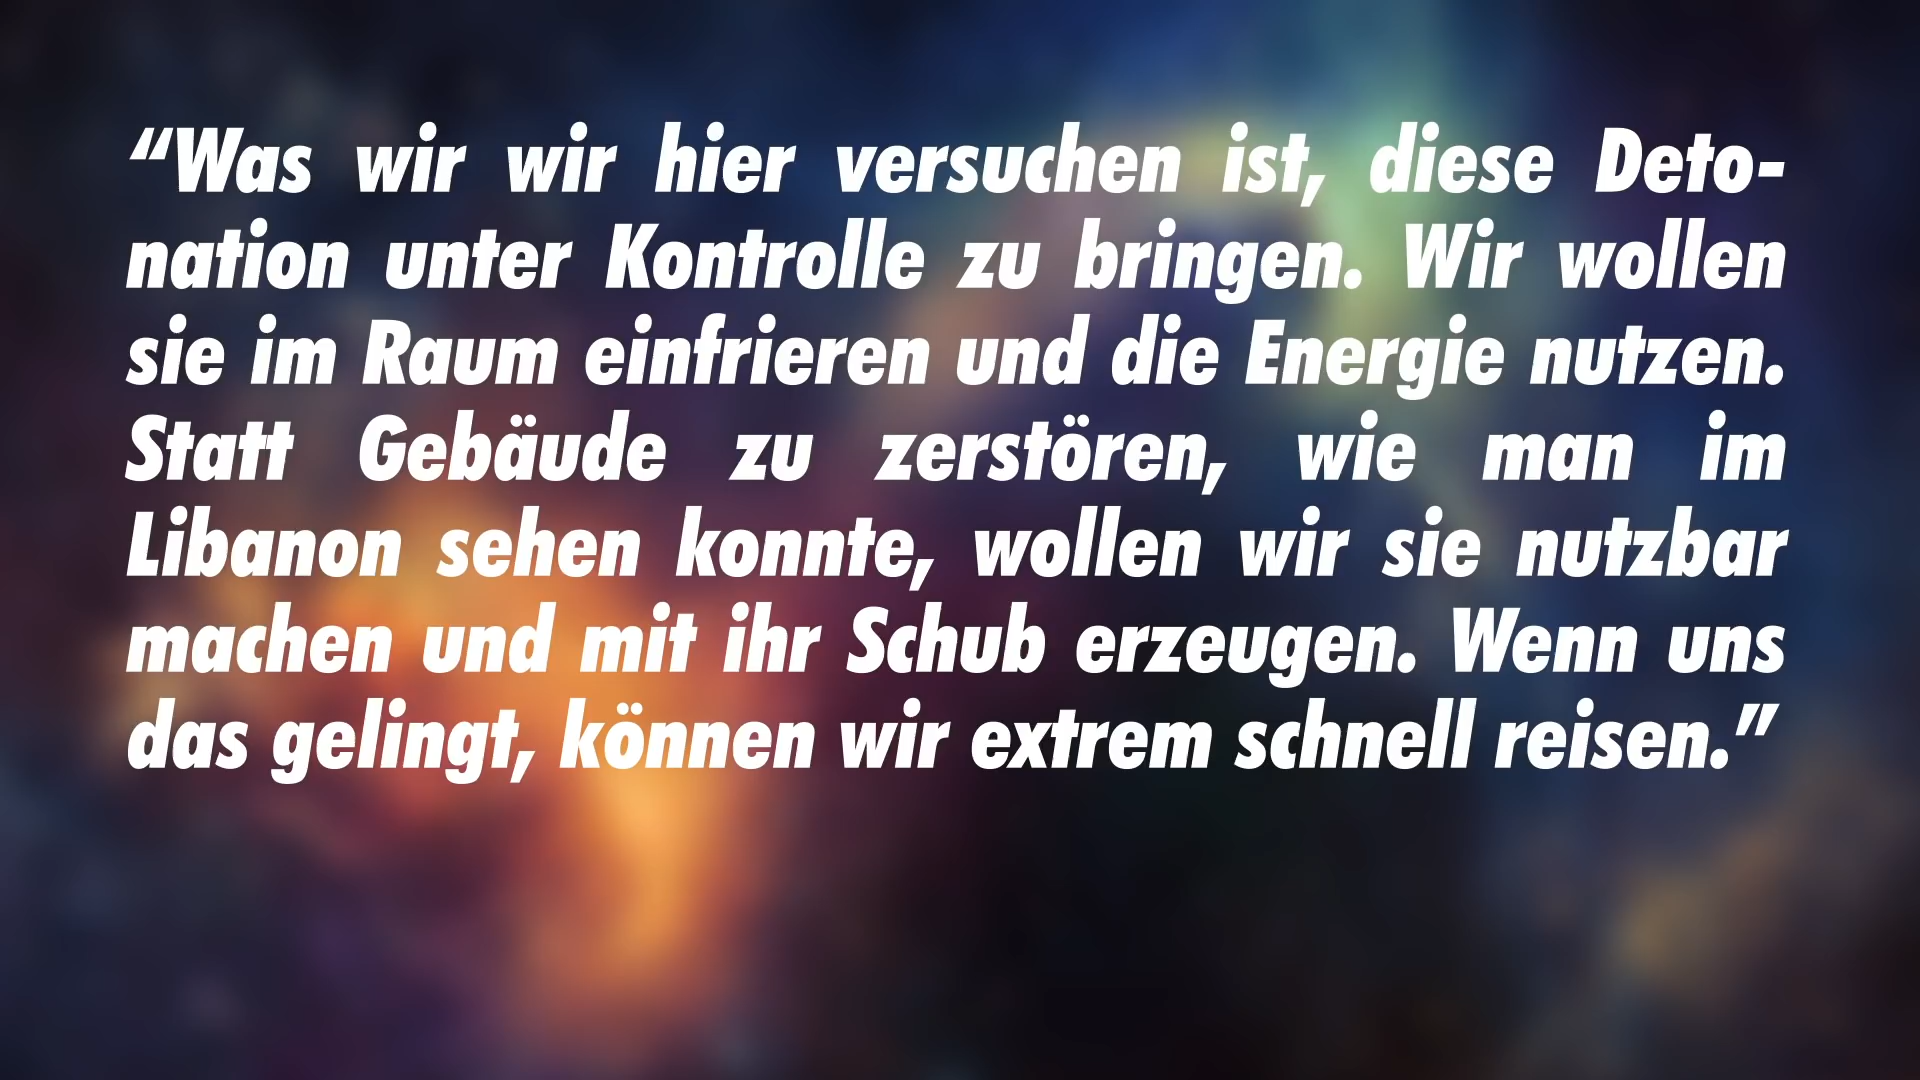 “Was wir wir hier versuchen ist, diese Deto-
nation unter Kontrolle zu bringen. Wir wollen
sie im Raum einfrieren und die Energie nutzen.
Statt Gebäude zu zerstören, wie man im
Libanon sehen konnte, wollen wir sie nutzbar
machen und mit ihr Schub erzeugen. Wenn uns
das gelingt, können wir extrem schnell reisen.”